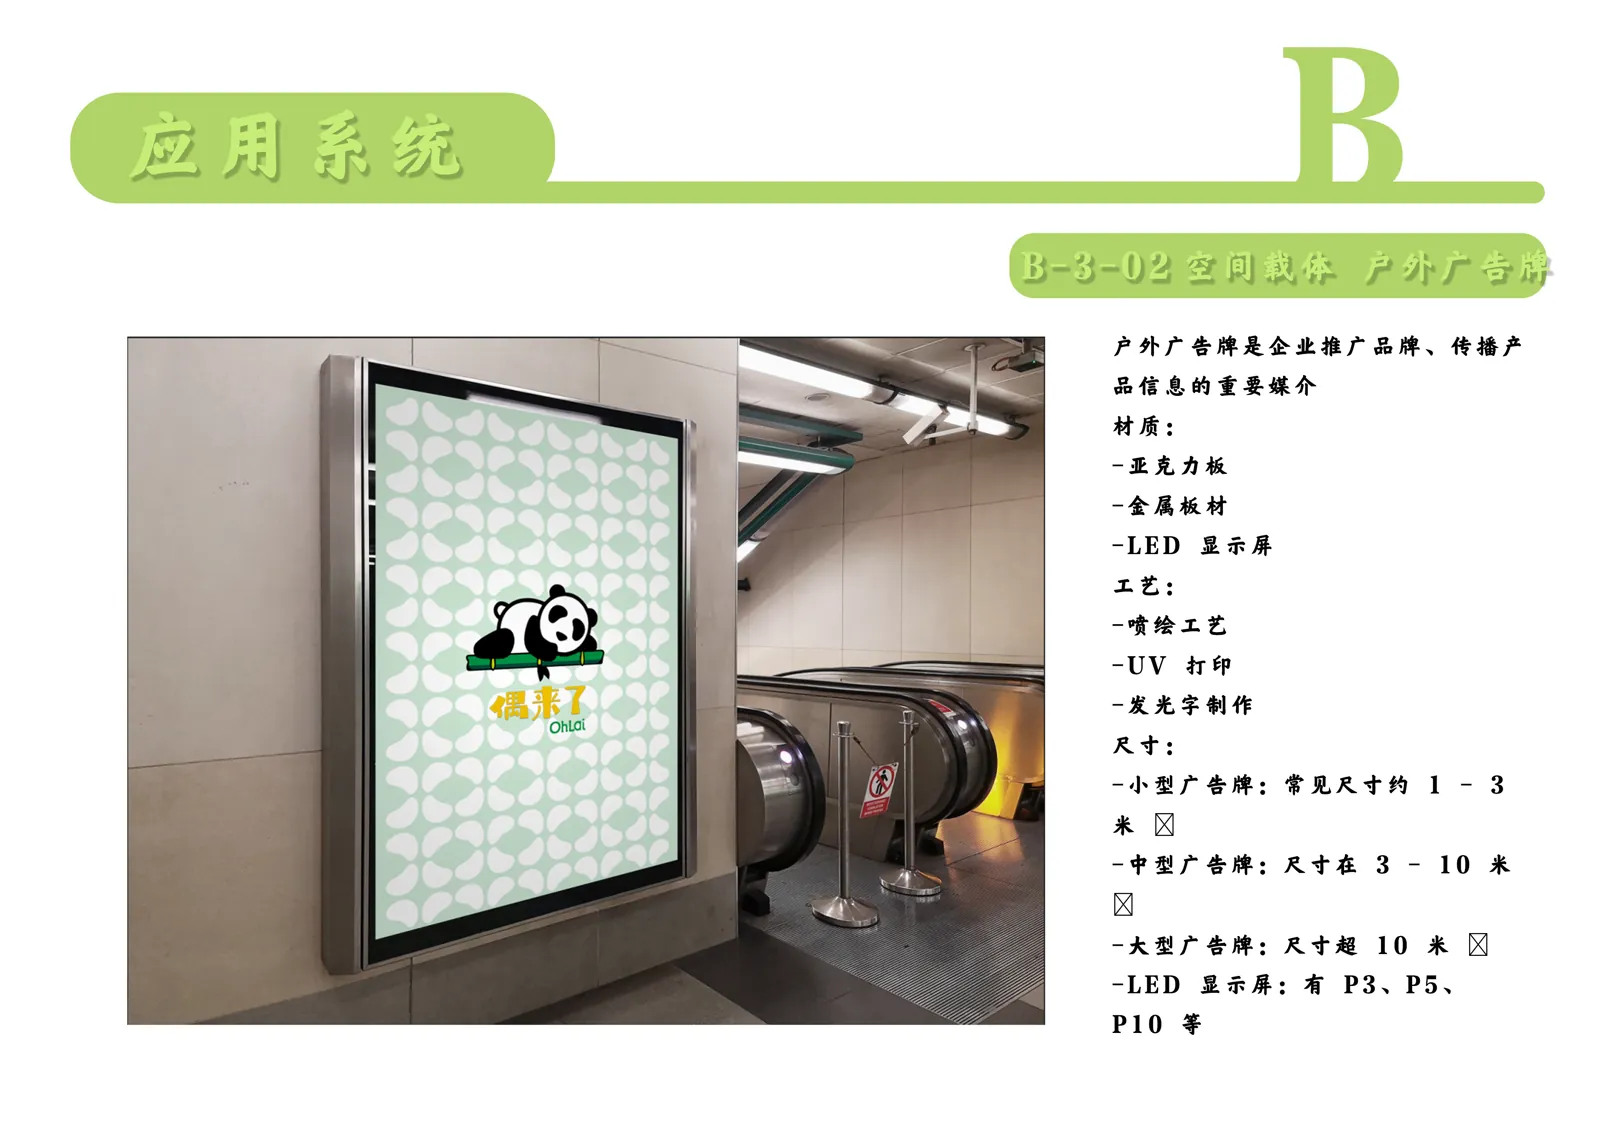 应用系统
B
B-3-02空间载体 户外广告牌
户外广告牌是企业推广品牌、传播产
品信息的重要媒介
材质：
-亚克力板
-金属板材
-LED 显示屏
工艺：
-喷绘工艺
-UV 打印
-发光字制作
尺寸：
-小型广告牌：常见尺寸约 1 - 3
米
-中型广告牌：尺寸在 3 - 10 米
-大型广告牌：尺寸超 10 米
-LED 显示屏：有 P3、P5、
P10 等
偶来了
OhLai